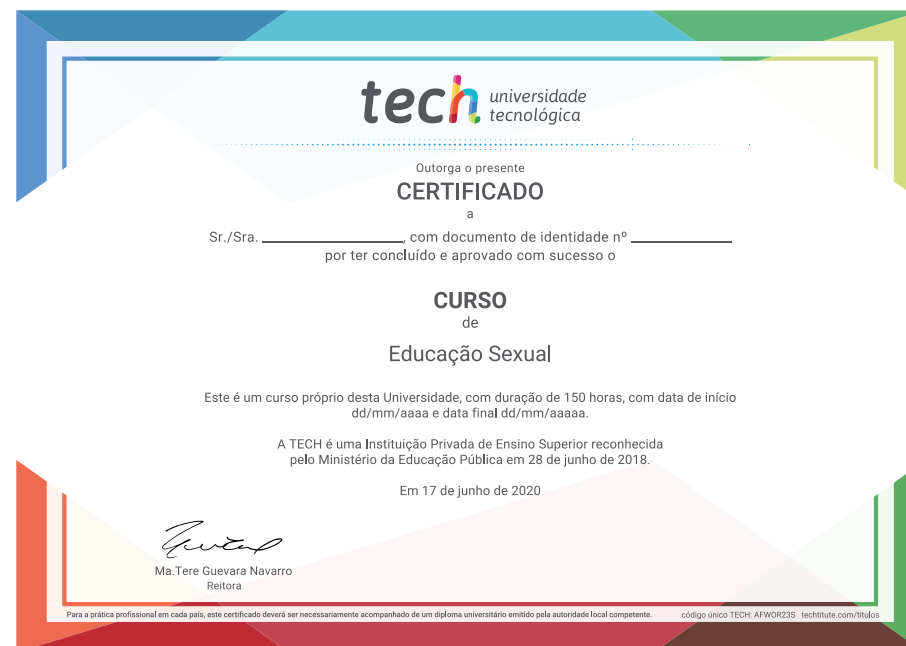 tech universidade
tecnológica
Outorga o presente
CERTIFICADO
a
Sr./Sra. ____________, com documento de identidade nº ____________
por ter concluído e aprovado com sucesso o
CURSO
de
Educação Sexual
Este é um curso próprio desta Universidade, com duração de 150 horas, com data de início
dd/mm/aaaa e data final dd/mm/aaaaa.
A TECH é uma Instituição Privada de Ensino Superior reconhecida
pelo Ministério da Educação Pública em 28 de junho de 2018.
Em 17 de junho de 2020
Ma.Tere Guevara Navarro
Reitora
Para a prática profissional em cada país, este certificado deverá ser necessariamente acompanhado de um diploma universitário emitido pela autoridade local competente. código único TECH: AFWOR23S techtitute.com/titulos